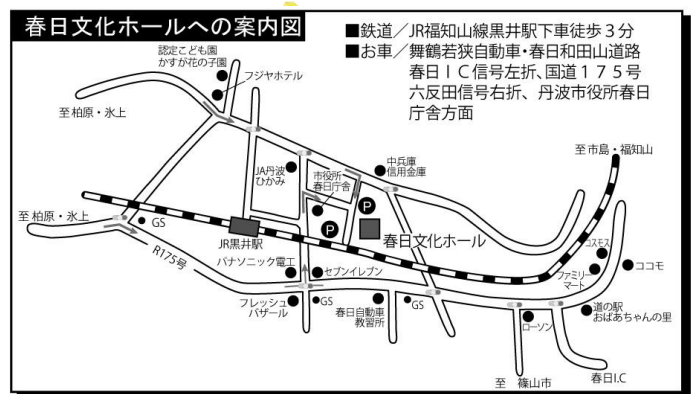 春日文化ホールへの案内図
■鉄道／JR福知山線黒井駅下車徒歩３分
■お車／舞鶴若狭自動車・春日和田山道路
春日ＩＣ信号左折、国道１７５号
六反田信号右折、丹波市役所春日
庁舎方面
認定こども園
かすが花の子園
フジヤホテル
至 柏原・氷上
至 市島・福知山
中兵庫
信用金庫
JA丹波
ひかみ
市役所
春日庁舎
P
P
至 柏原・氷上
GS
JR黒井駅
春日文化ホール
R175号
パナソニック電工
セブンイレブン
コスモス
ココモ
ファミリー
マート
フレッシュ
バザール
GS
春日自動車
教習所
GS
ローソン
道の駅
おばあちゃんの里
至 篠山市
春日I.C